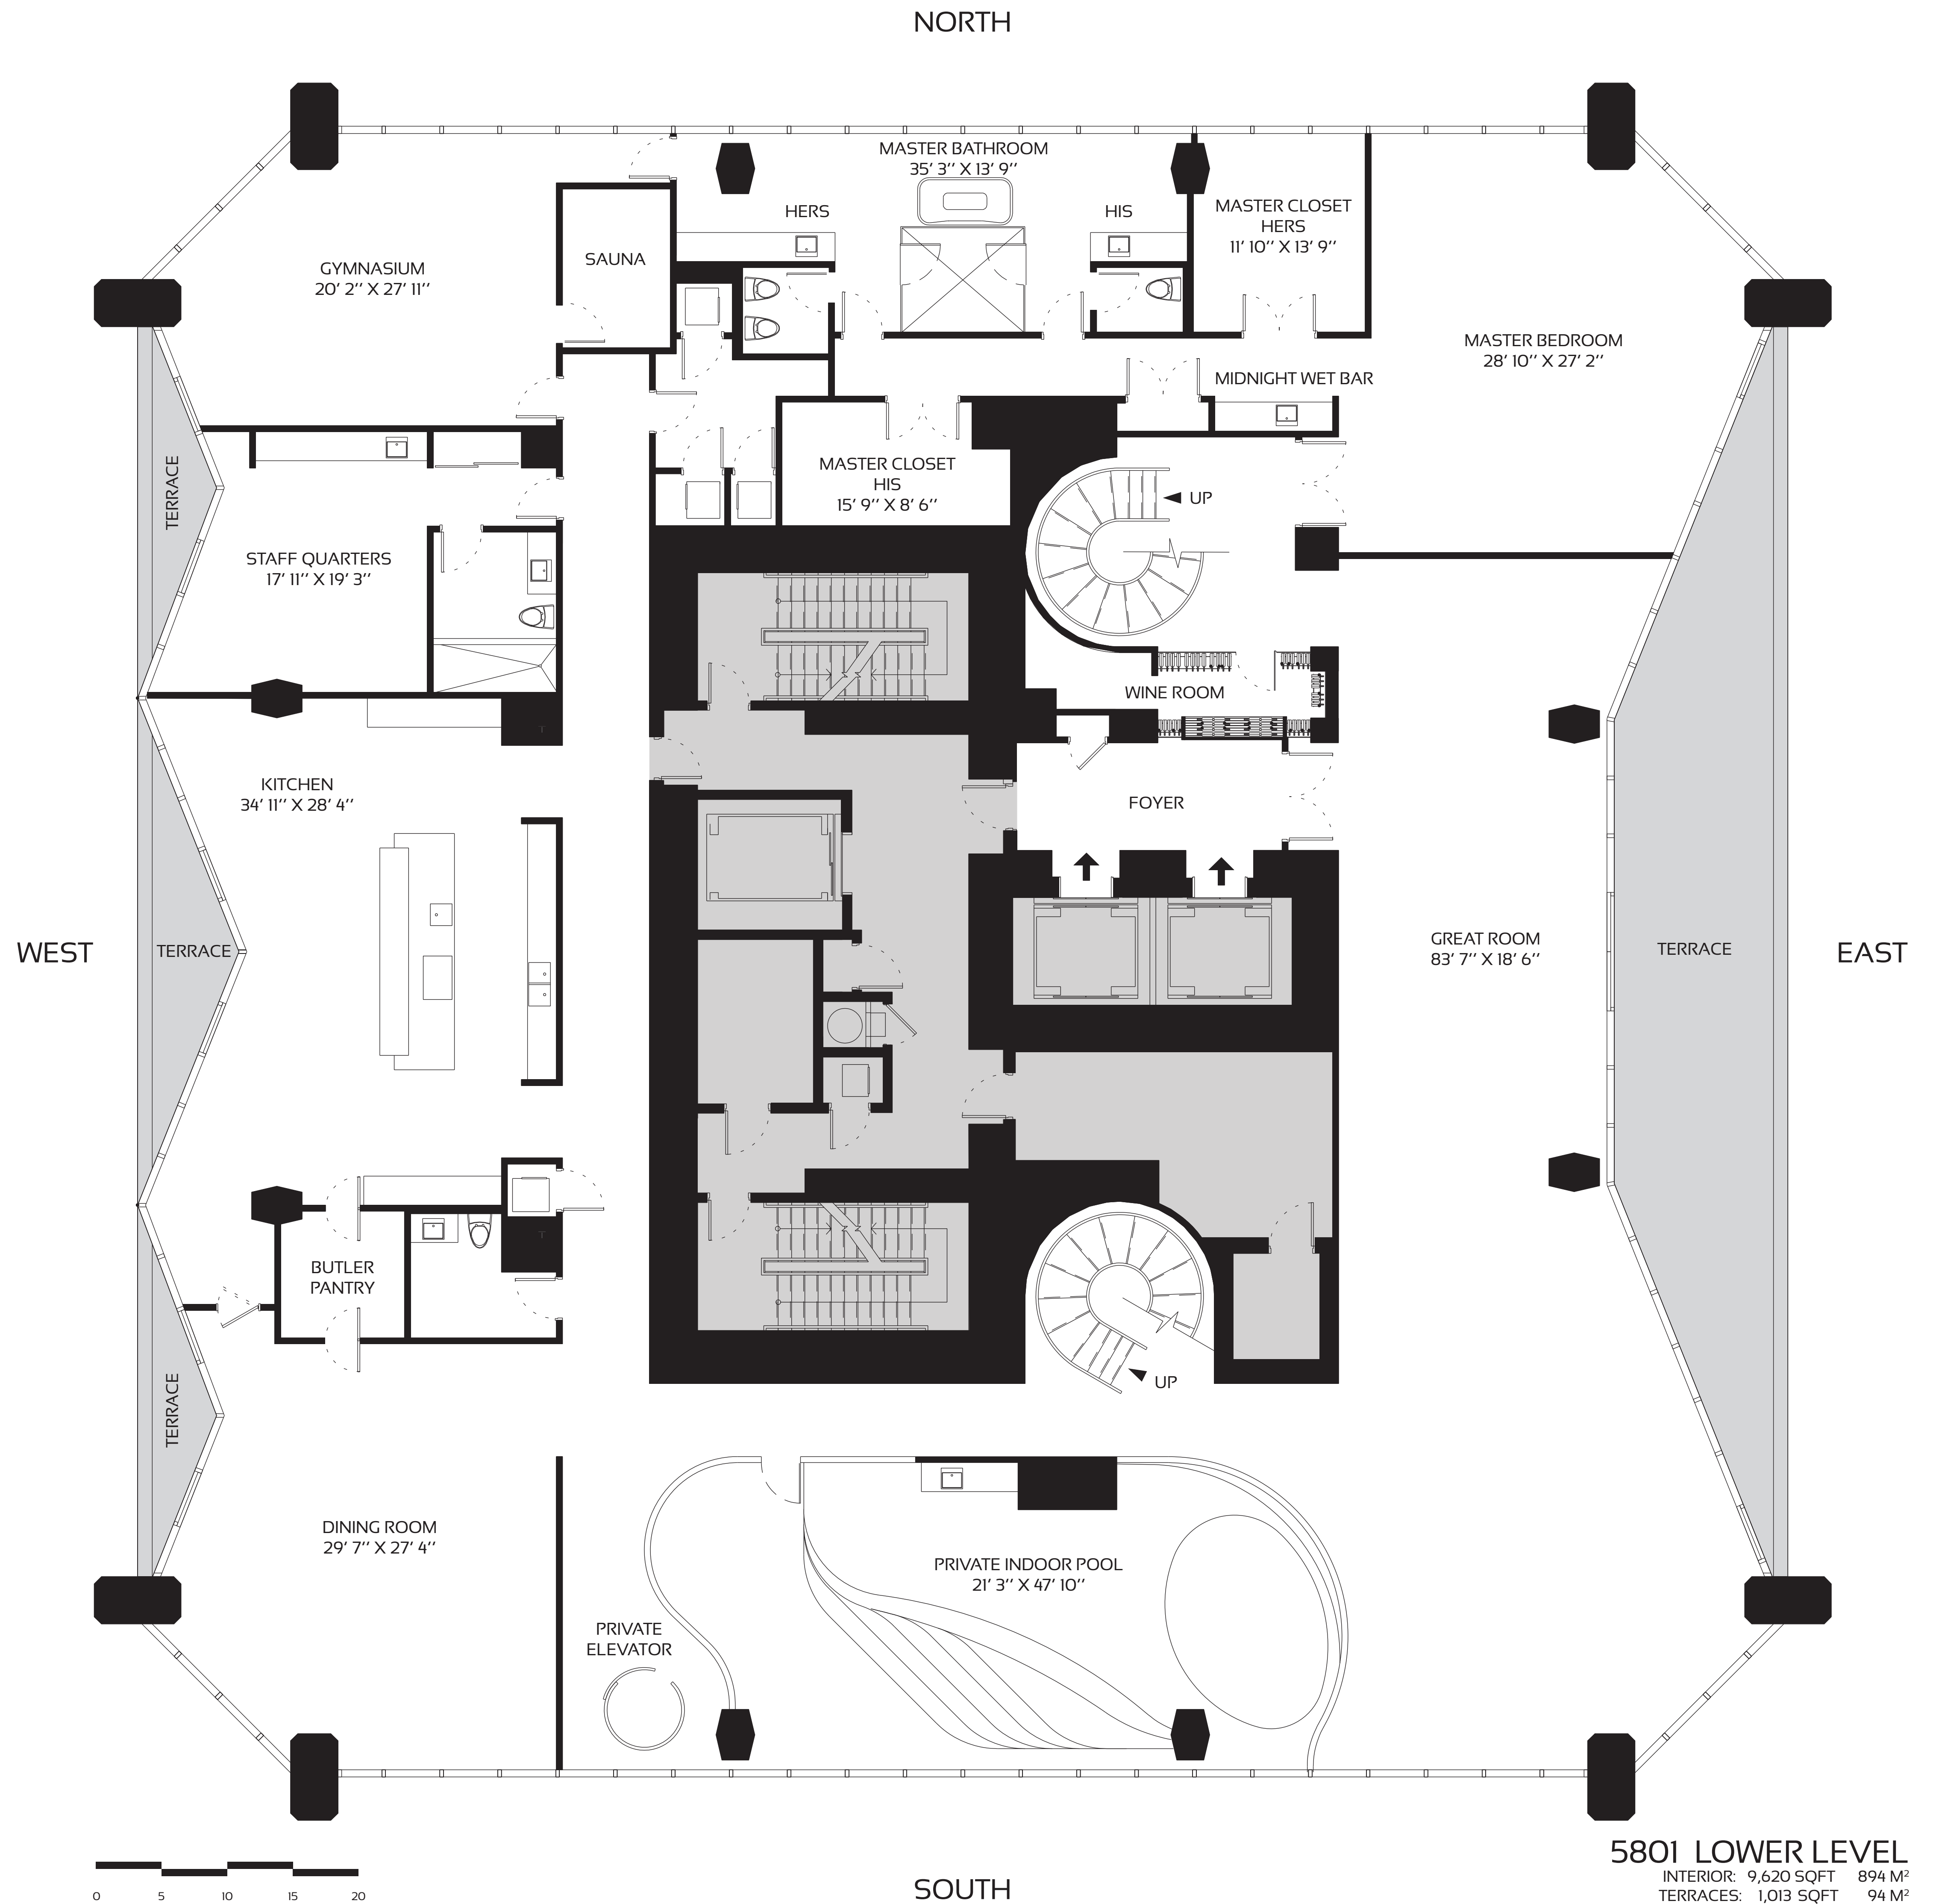 NORTH
MASTER BATHROOM
35' 3'' X 13' 9''
HERS
HIS
MASTER CLOSET
HERS
11' 10'' X 13' 9''
SAUNA
GYMNASIUM
20' 2'' X 27' 11''
MASTER BEDROOM
28' 10'' X 27' 2''
MIDNIGHT WET BAR
MASTER CLOSET
HIS
15' 9'' X 8' 6''
UP
TERRACE
STAFF QUARTERS
17' 11'' X 19' 3''
WINE ROOM
KITCHEN
34' 11'' X 28' 4''
FOYER
WEST
TERRACE
GREAT ROOM
83' 7'' X 18' 6''
TERRACE
EAST
BUTLER
PANTRY
UP
TERRACE
DINING ROOM
29' 7'' X 27' 4''
PRIVATE INDOOR POOL
21' 3'' X 47' 10''
PRIVATE
ELEVATOR
5801 LOWER LEVEL
INTERIOR: 9,620 SQFT 894 M²
TERRACES: 1,013 SQFT 94 M²
0 5 10 15 20
SOUTH